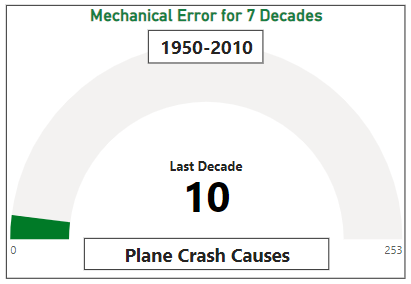 Mechanical Error for 7 Decades
1950-2010
Last Decade
10
0
253
Plane Crash Causes